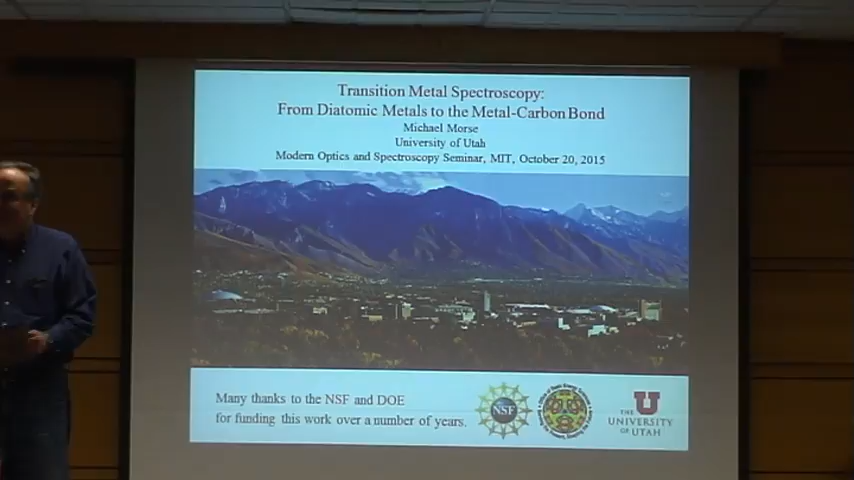 Transition Metal Spectroscopy:
From Diatomic Metals to the Metal-Carbon Bond
Michael Morse
University of Utah
Modern Optics and Spectroscopy Seminar, MIT, October 20, 2015
Many thanks to the NSF and DOE
for funding this work over a number of years.
NSF
U
THE
UNIVERSITY
OF UTAH